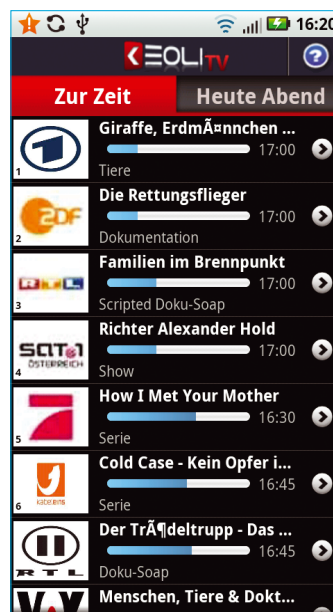 16:20
KEOLI TV
?
Zur Zeit
Heute Abend
1
Giraffe, ErdmÃ¤nnchen ...
17:00
Tiere
ZDF
2
Die Rettungsflieger
17:00
Dokumentation
RTL
3
Familien im Brennpunkt
17:00
Scripted Doku-Soap
SAT.1
ÖSTERREICH
4
Richter Alexander Hold
17:00
Show
7
5
How I Met Your Mother
16:30
Serie
kabel eins
6
Cold Case - Kein Opfer i...
16:45
Serie
II
RTL
Der TrÃ¶deltrupp - Das ...
16:45
Doku-Soap
VOX
Menschen, Tiere & Dokt...